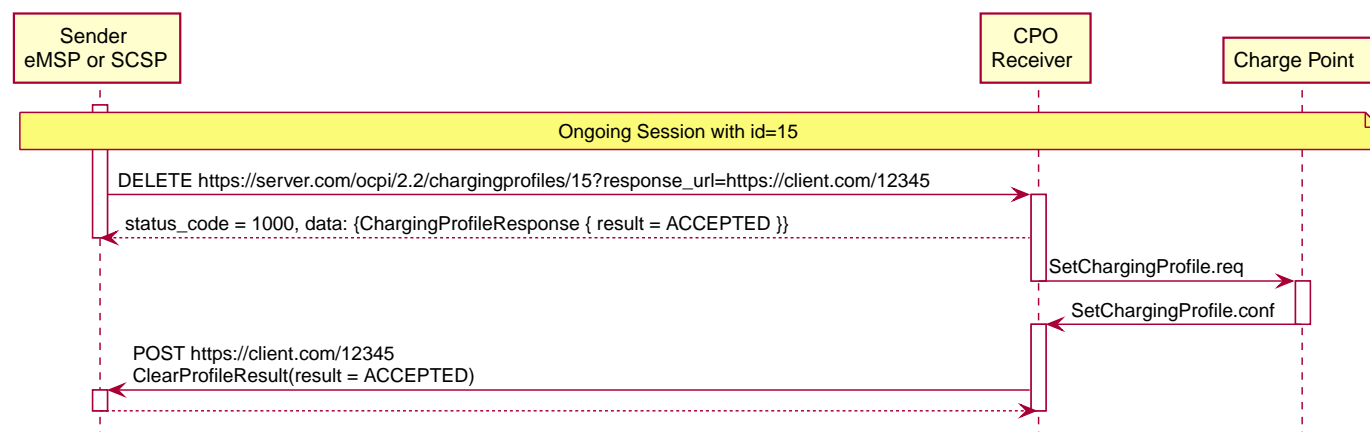 Sender
eMSP or SCSP
CPO
Receiver
Charge Point
Ongoing Session with id=15
DELETE https://server.com/ocpi/2.2/chargingprofiles/15?response_url=https://client.com/12345
status_code = 1000, data: {ChargingProfileResponse { result = ACCEPTED }}
SetChargingProfile.req
SetChargingProfile.conf
POST https://client.com/12345
ClearProfileResult(result = ACCEPTED)